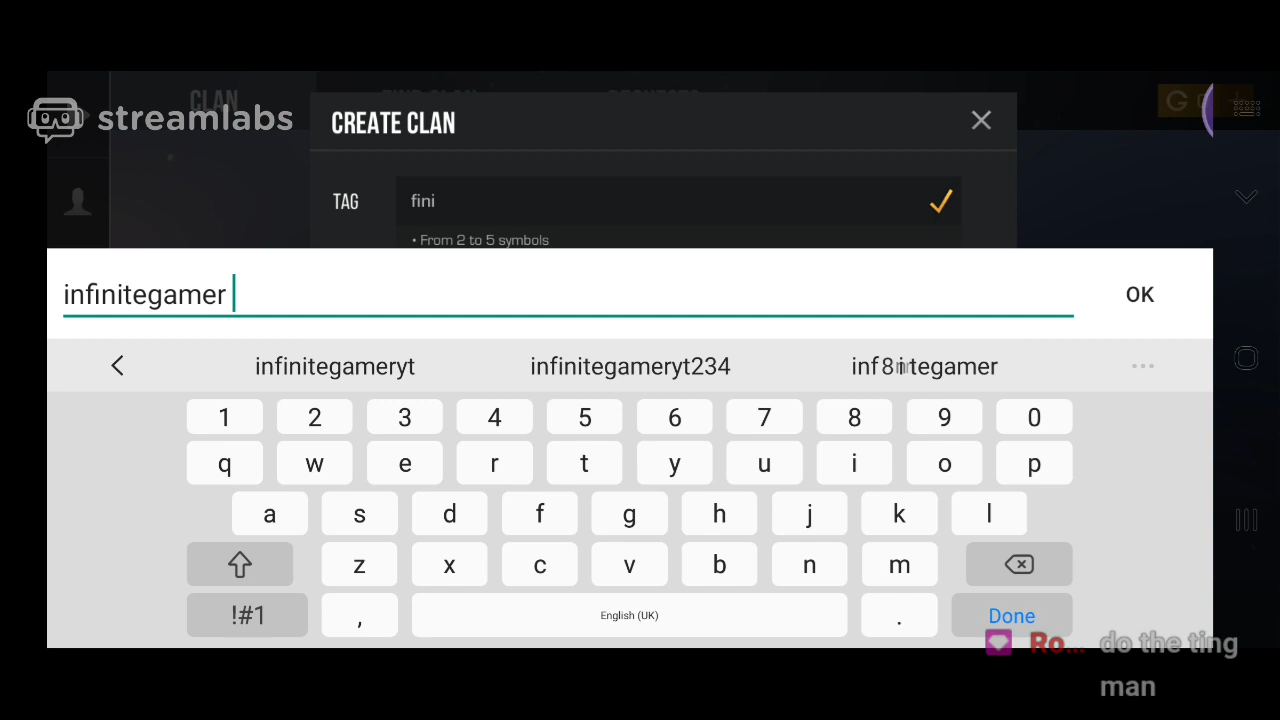 CLAN
streamlabs
CREATE CLAN
TAG fini
• From 2 to 5 symbols
infinitegamer OK
infinitegameryt infinitegameryt234
1 2 3 4 5 6 7 8 9 0
q w e r t y u i o p
a s d f g h j k l
z x c v b n m
!#1 , English (UK) . Done
Ro... do the ting
man